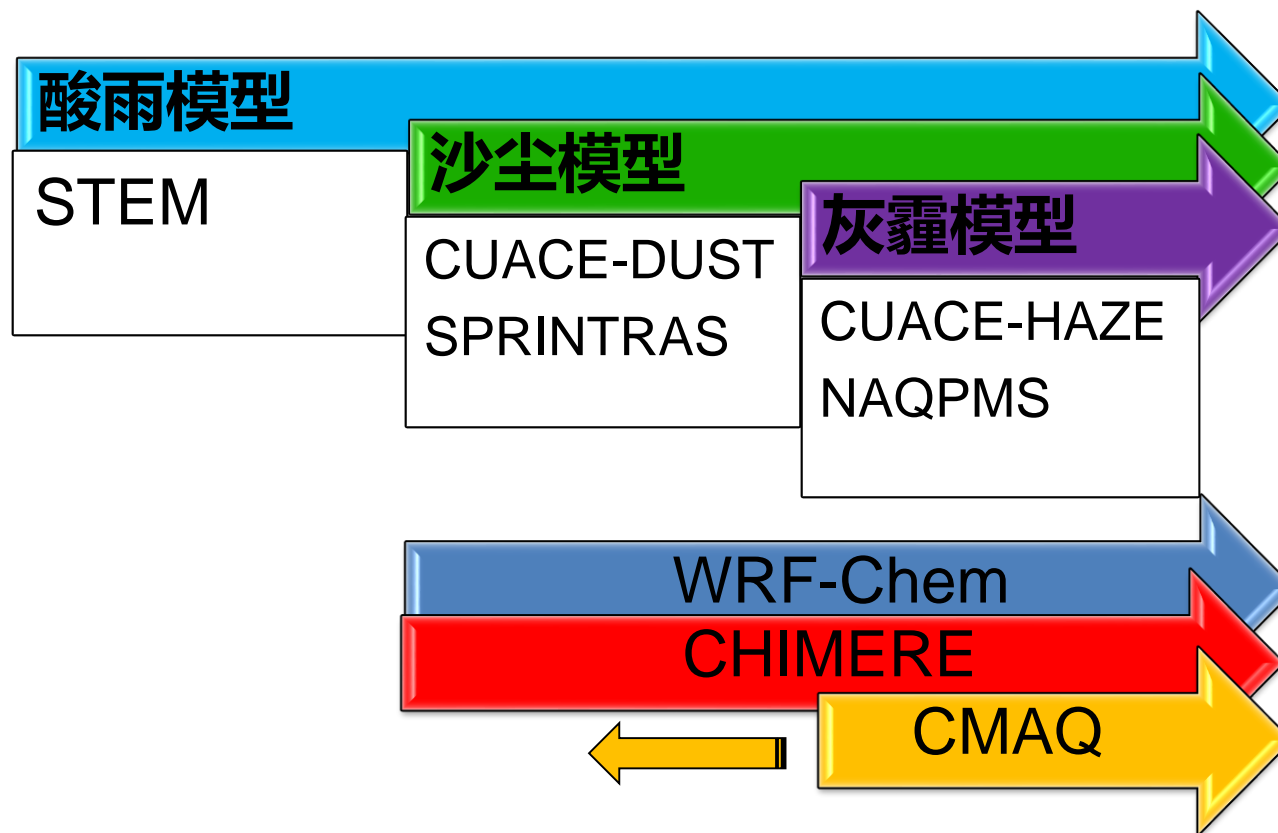 酸雨模型
STEM
沙尘模型
CUACE-DUST
SPRINTRAS
灰霾模型
CUACE-HAZE
NAQPMS
WRF-Chem
CHIMERE
CMAQ